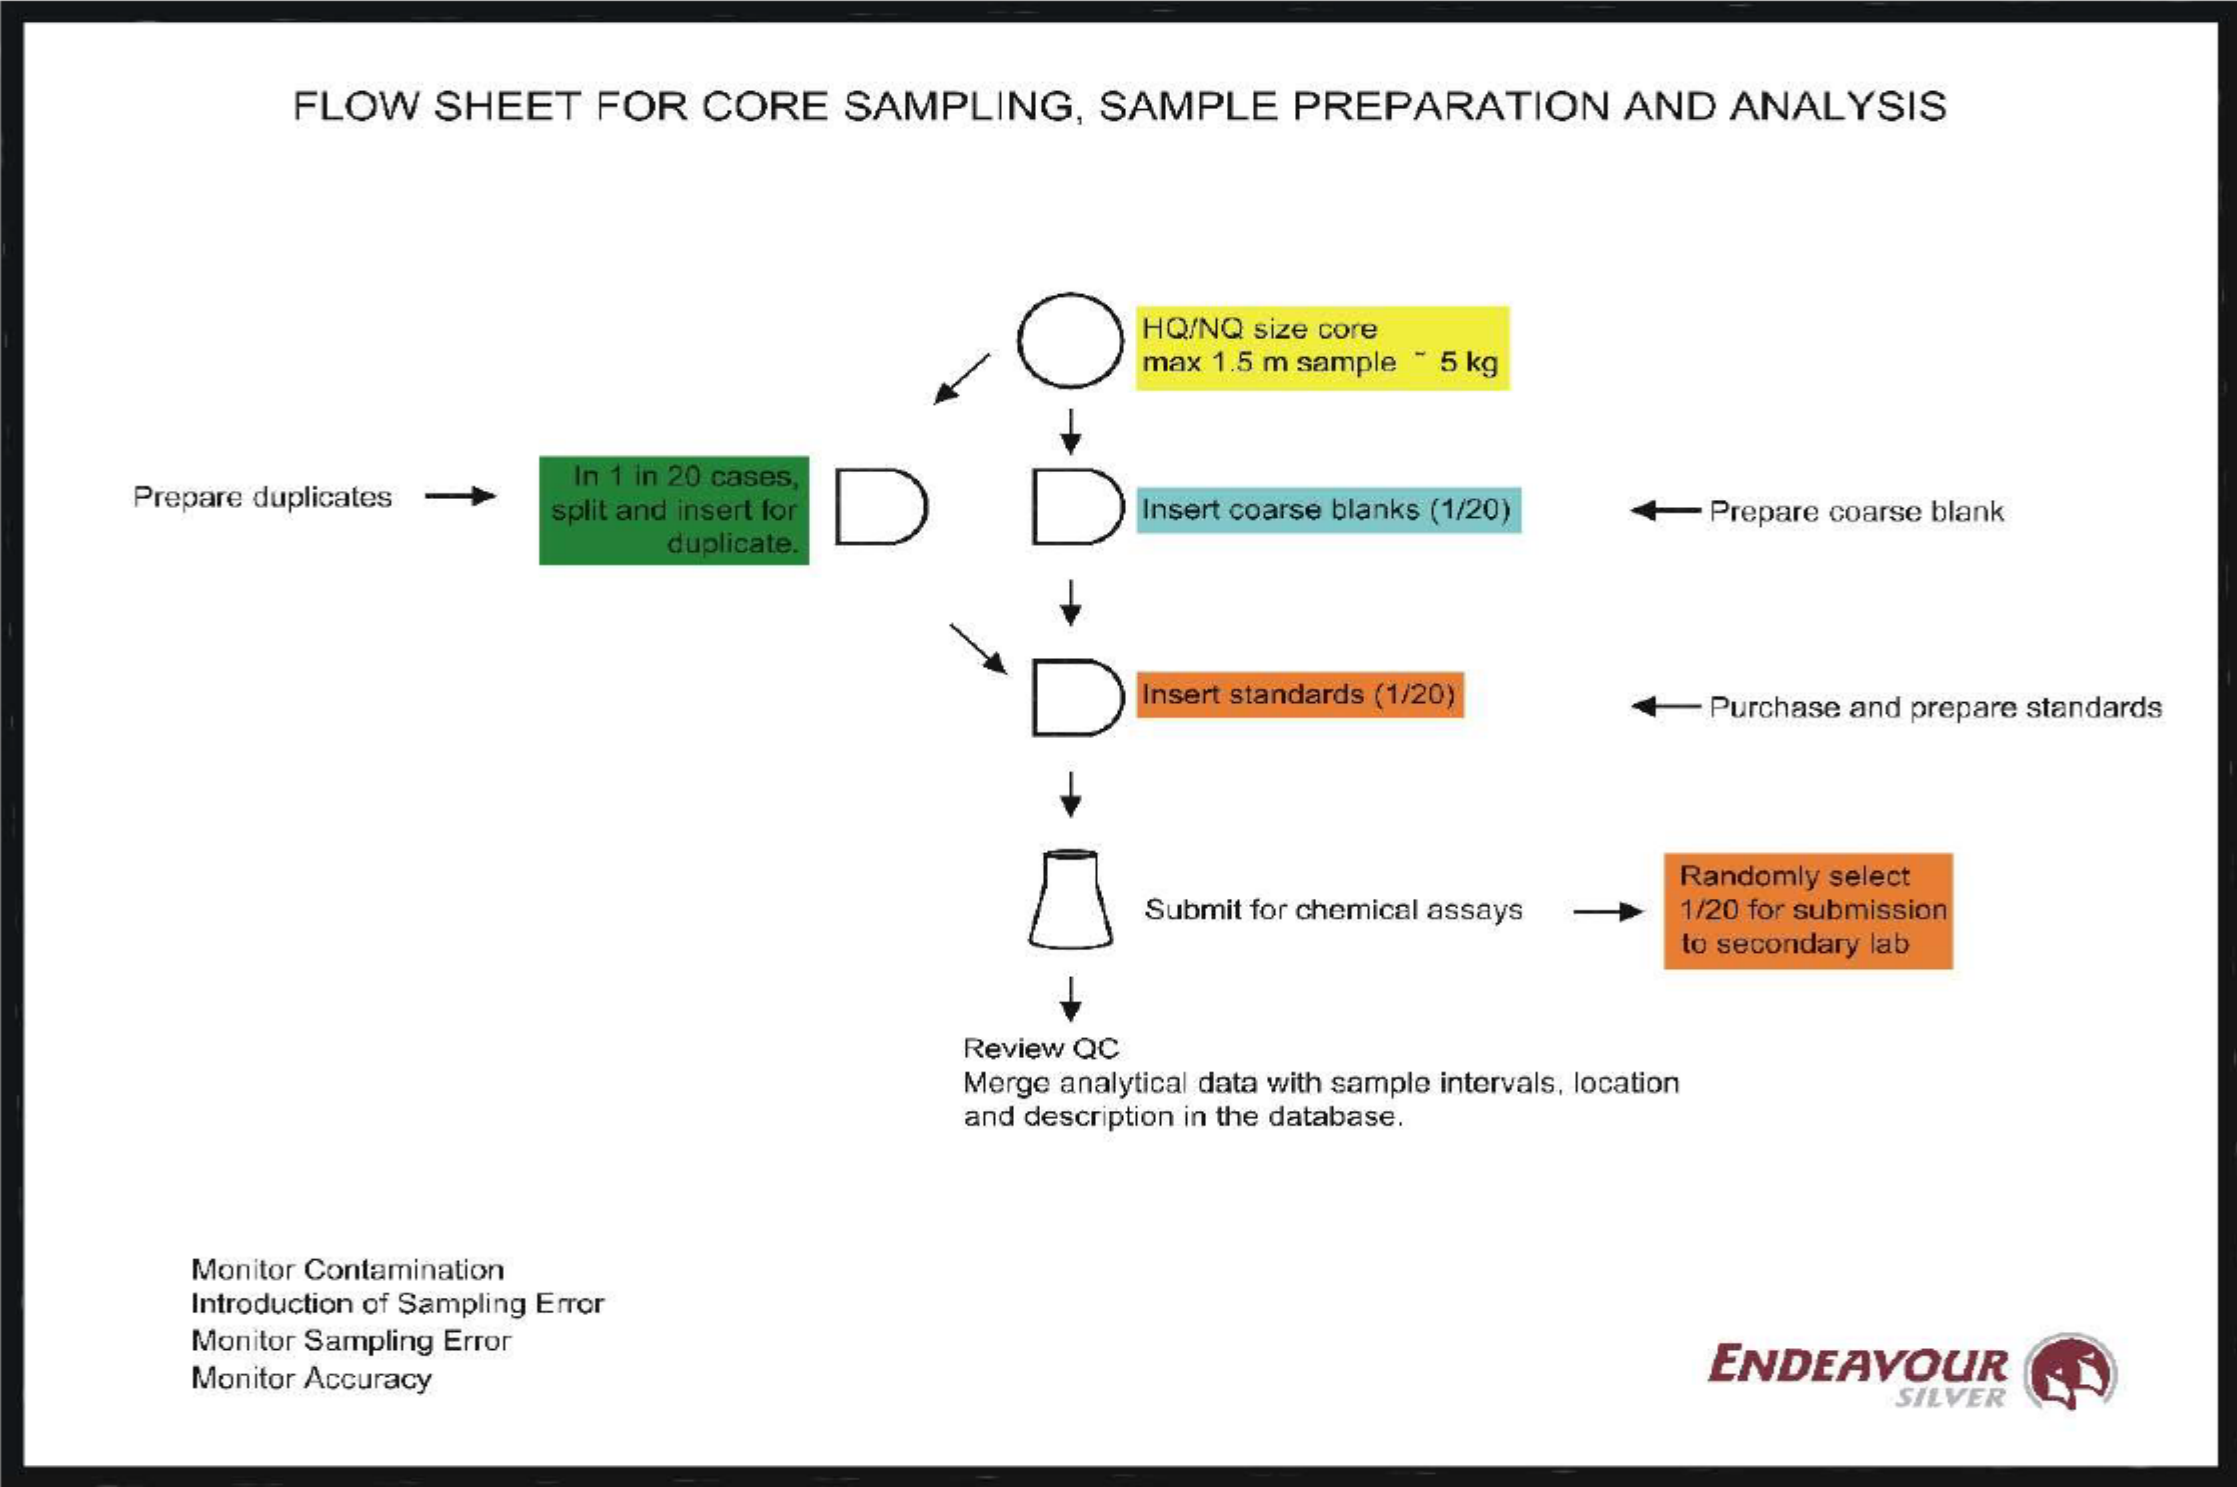 FLOW SHEET FOR CORE SAMPLING, SAMPLE PREPARATION AND ANALYSIS
HQ/NQ size core
max 1.5 m sample ~ 5 kg
Prepare duplicates
In 1 in 20 cases,
split and insert for
duplicate.
Insert coarse blanks (1/20)
Prepare coarse blank
Insert standards (1/20)
Purchase and prepare standards
Submit for chemical assays
Randomly select
1/20 for submission
to secondary lab
Review QC
Merge analytical data with sample intervals, location
and description in the database.
Monitor Contamination
Introduction of Sampling Error
Monitor Sampling Error
Monitor Accuracy
ENDEAVOUR
SILVER